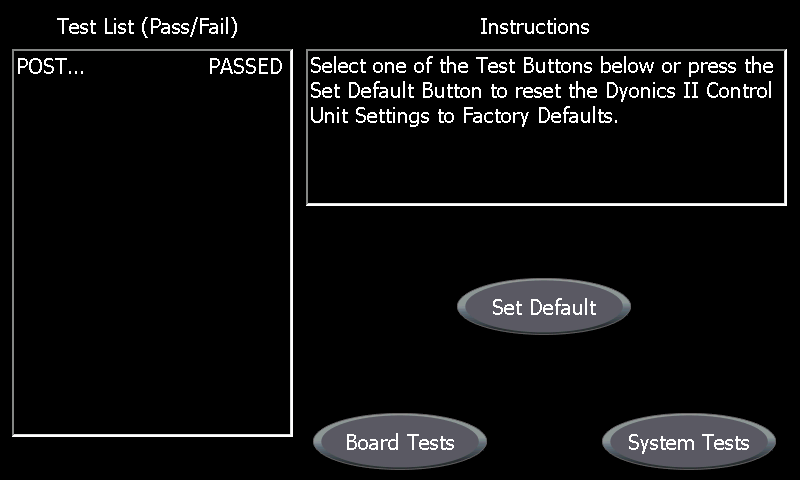 Test List (Pass/Fail)
POST... PASSED
Instructions
Select one of the Test Buttons below or press the
Set Default Button to reset the Dyonics II Control
Unit Settings to Factory Defaults.
Set Default
Board Tests
System Tests